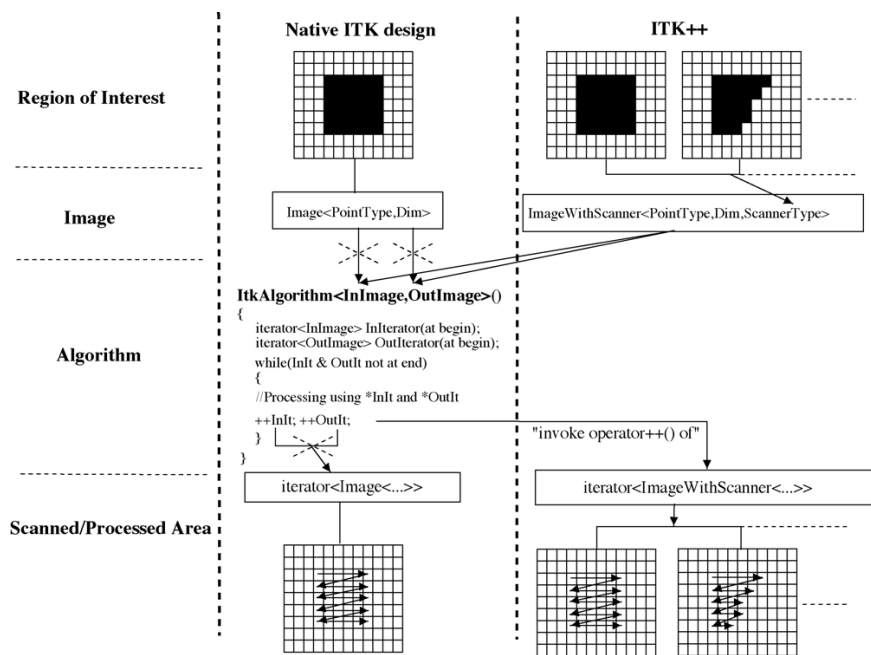 Native ITK design
ITK++
Region of Interest
Image
Image<PointType,Dim>
ImageWithScanner<PointType,Dim,ScannerType>
Algorithm
ItkAlgorithm<InImage,OutImage>()
{
iterator<InImage> InIterator(at begin);
iterator<OutImage> OutIterator(at begin);
while(InIt & OutIt not at end)
{
//Processing using *InIt and *OutIt
++InIt; ++OutIt;
}
}
"invoke operator++() of"
Scanned/Processed Area
iterator<Image<...>>
iterator<ImageWithScanner<...>>